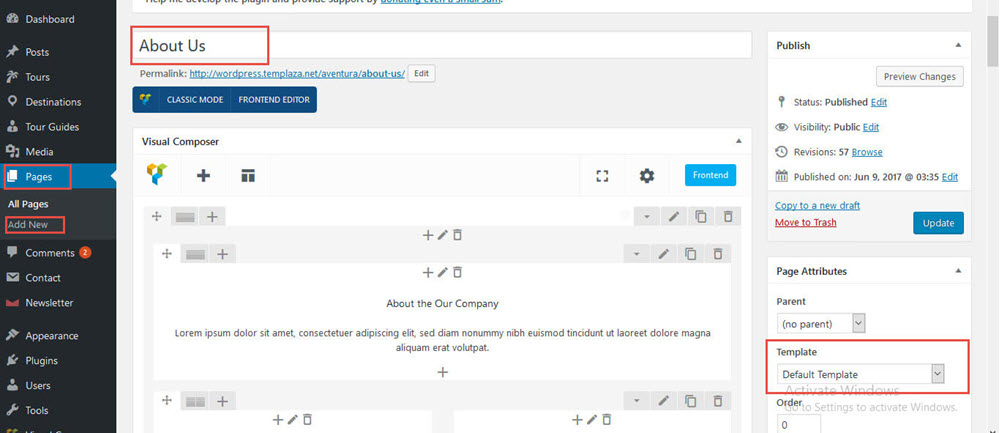 Help me develop the plugin and provide support by donating even a small sum.
Dashboard
Posts
Tours
Destinations
Tour Guides
Media
Pages
All Pages
Add New
Comments 2
Contact
Newsletter
Appearance
Plugins
Users
Tools
About Us
Permalink: http://wordpress.templaza.net/aventura/about-us/ Edit
CLASSIC MODE FRONTEND EDITOR
Visual Composer
Frontend
About the Our Company
Lorem ipsum dolor sit amet, consectetuer adipiscing elit, sed diam nonummy nibh euismod tincidunt ut laoreet dolore magna
aliquam erat volutpat.
Publish
Preview Changes
Status: Published Edit
Visibility: Public Edit
Revisions: 57 Browse
Published on: Jun 9, 2017 @ 03:35 Edit
Copy to a new draft
Move to Trash
Update
Page Attributes
Parent
(no parent)
Template
Default Template
Activate Windows
Go to Settings to activate Windows.
Order
0